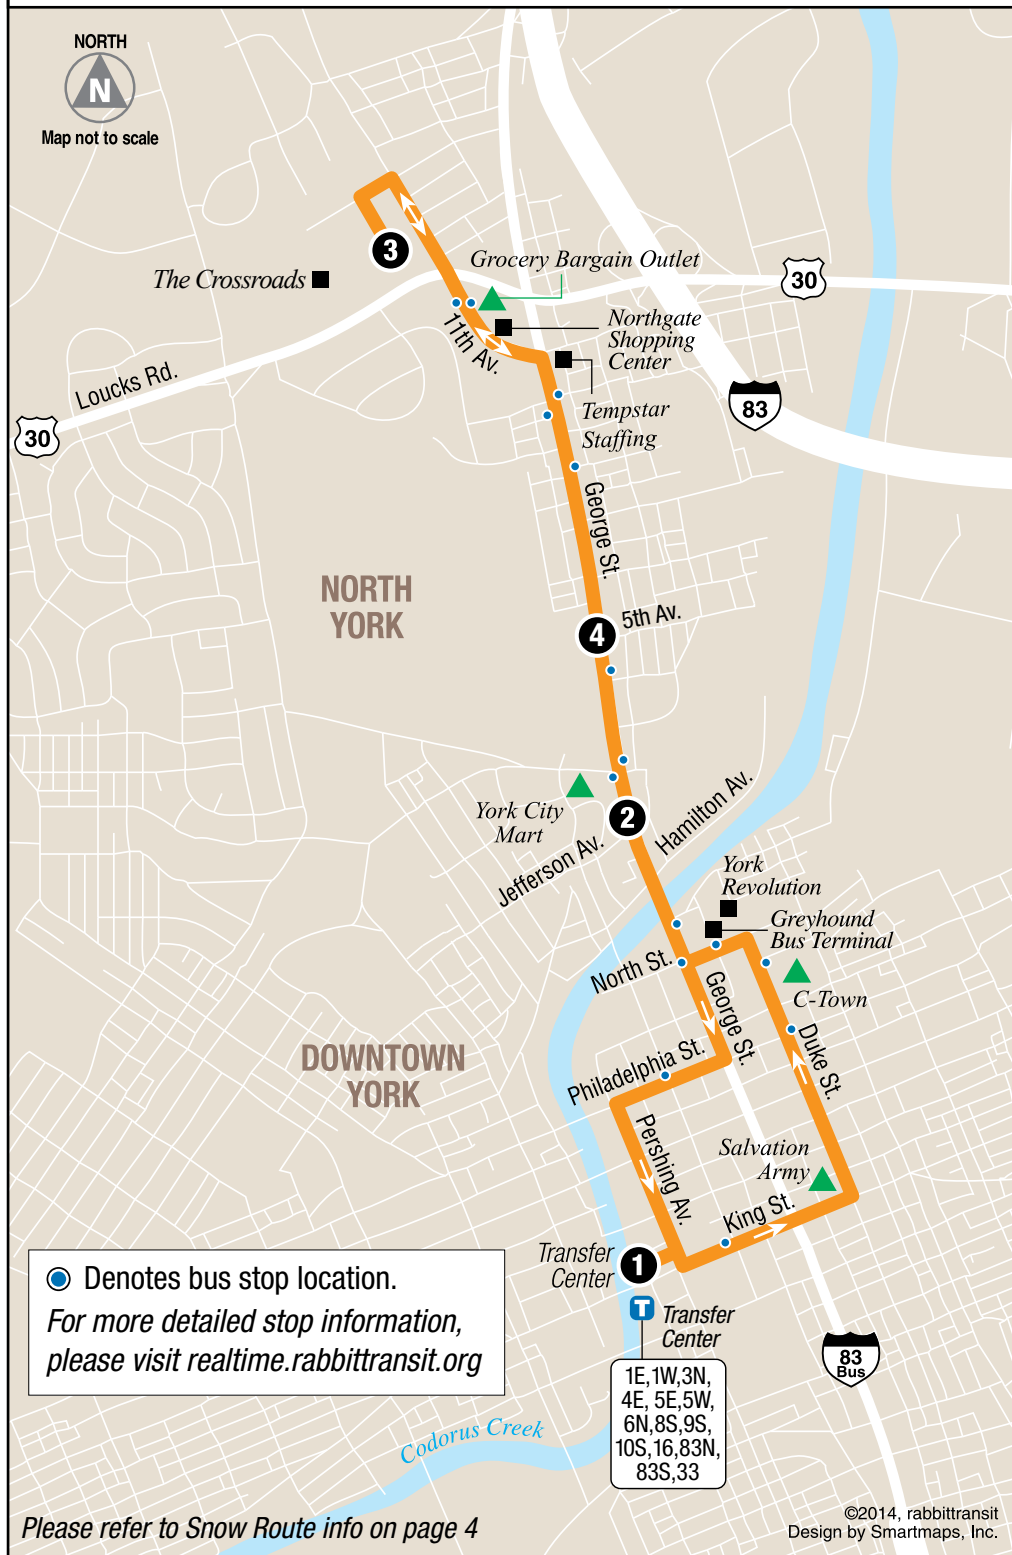 NORTH
N
Map not to scale
3
The Crossroads
Grocery Bargain Outlet
30
Northgate
Shopping
Center
11th Av.
Loucks Rd.
30
83
Tempstar
Staffing
George St.
NORTH
YORK
4
5th Av.
York City
Mart
2
Hamilton Av.
Jefferson Av.
York
Revolution
Greyhound
Bus Terminal
North St.
C-Town
George St.
Duke St.
DOWNTOWN
YORK
Philadelphia St.
Pershing Av.
Salvation
Army
King St.
Transfer
Center
1
T
Transfer
Center
1E,1W,3N,
4E, 5E,5W,
6N,8S,9S,
10S,16,83N,
83S,33
83
Bus
Denotes bus stop location.
For more detailed stop information,
please visit realtime.rabbittransit.org
Codorus Creek
Please refer to Snow Route info on page 4
©2014, rabbittransit
Design by Smartmaps, Inc.